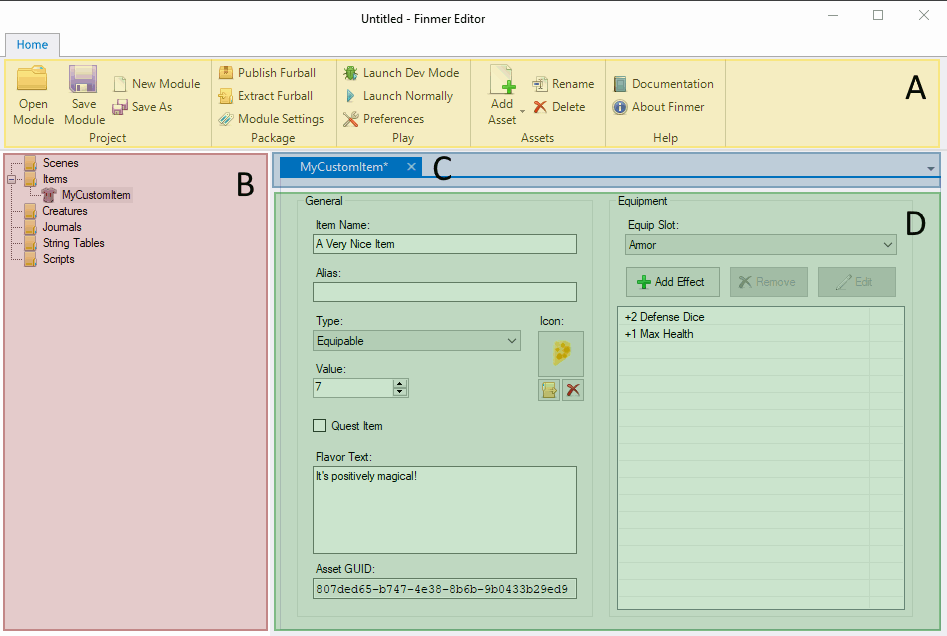 Untitled - Finmer Editor
Home
Open Module
Save Module
New Module
Save As
Project
Publish Furball
Extract Furball
Module Settings
Package
Launch Dev Mode
Launch Normally
Preferences
Play
Add Asset
Rename
Delete
Assets
Documentation
About Finmer
Help
A
Scenes
Items
MyCustomItem
Creatures
Journals
String Tables
Scripts
B
MyCustomItem*
C
General
Item Name:
A Very Nice Item
Alias:
Type:
Equipable
Icon:
Value:
7
Quest Item
Flavor Text:
It's positively magical!
Asset GUID:
807ded65-b747-4e38-8b6b-9b0433b29ed9
Equipment
D
Equip Slot:
Armor
Add Effect
Remove
Edit
+2 Defense Dice
+1 Max Health